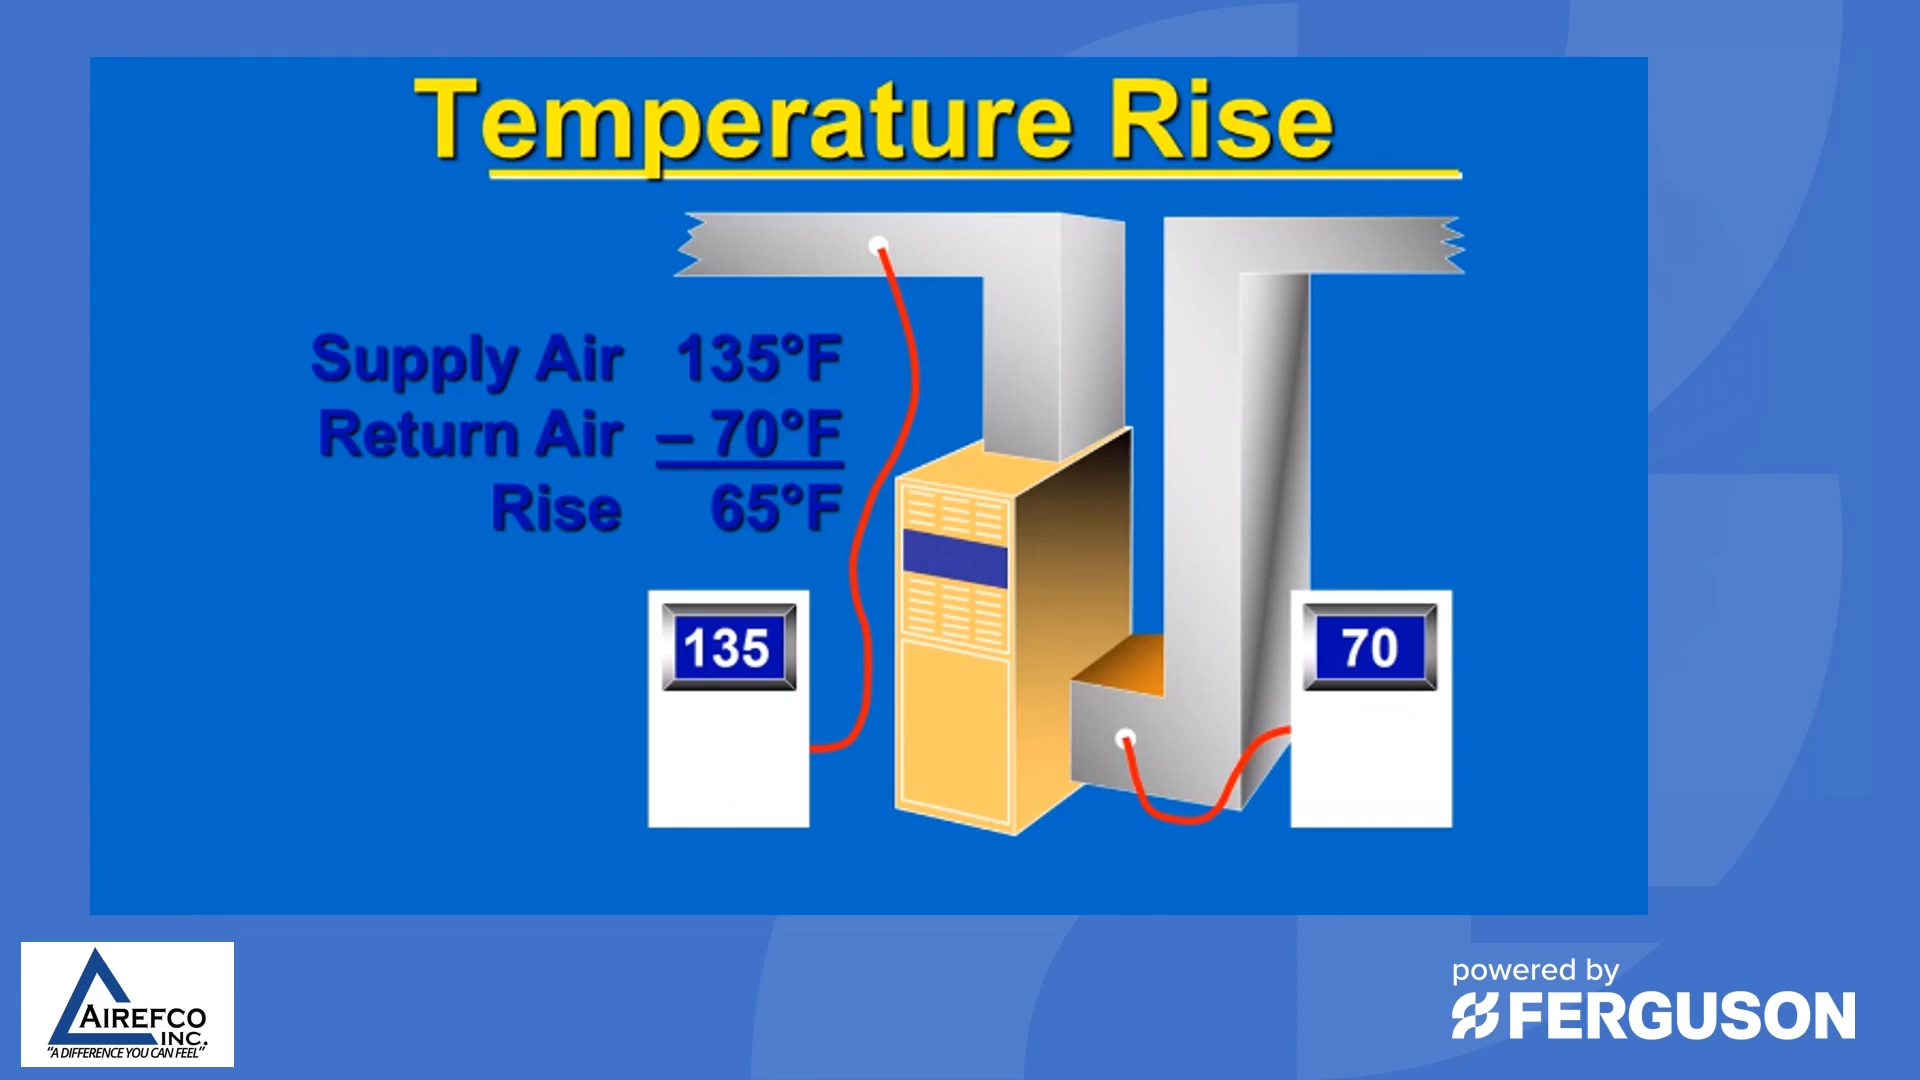 Temperature Rise
Supply Air 135°F
Return Air – 70°F
Rise 65°F
135
70
AIREFCO
INC.
"A DIFFERENCE YOU CAN FEEL"
powered by
FERGUSON